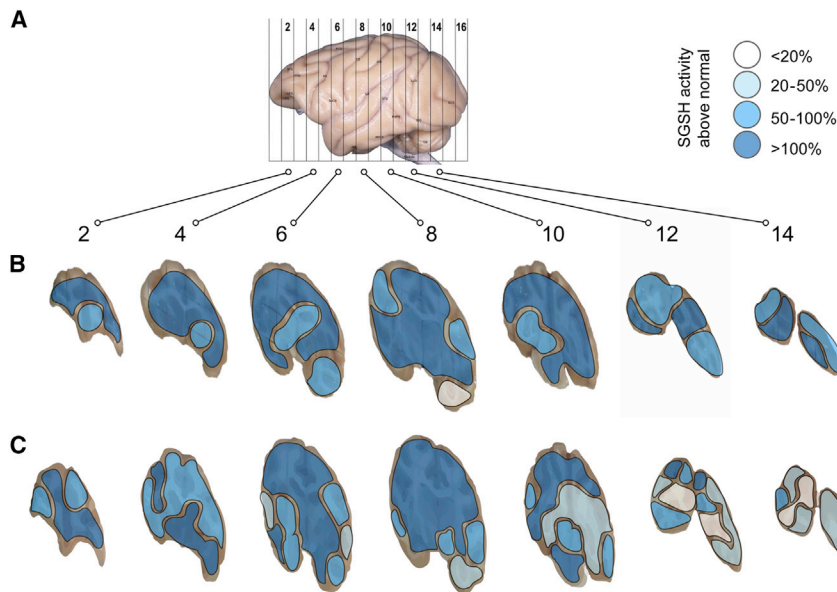 A
2 4 6 8 10 12 14 16
SGSH activity
above normal
<20%
20-50%
50-100%
>100%
2 4 6 8 10 12 14
B
C